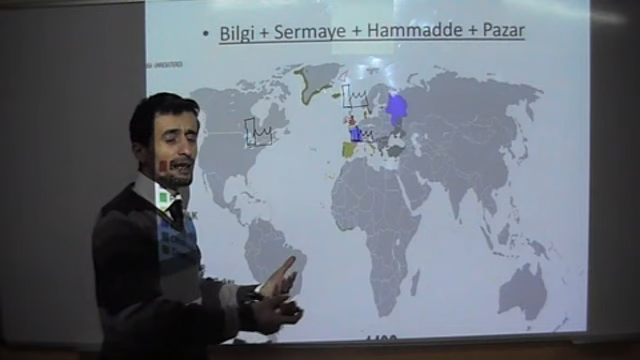 • Bilgi + Sermaye + Hammadde + Pazar